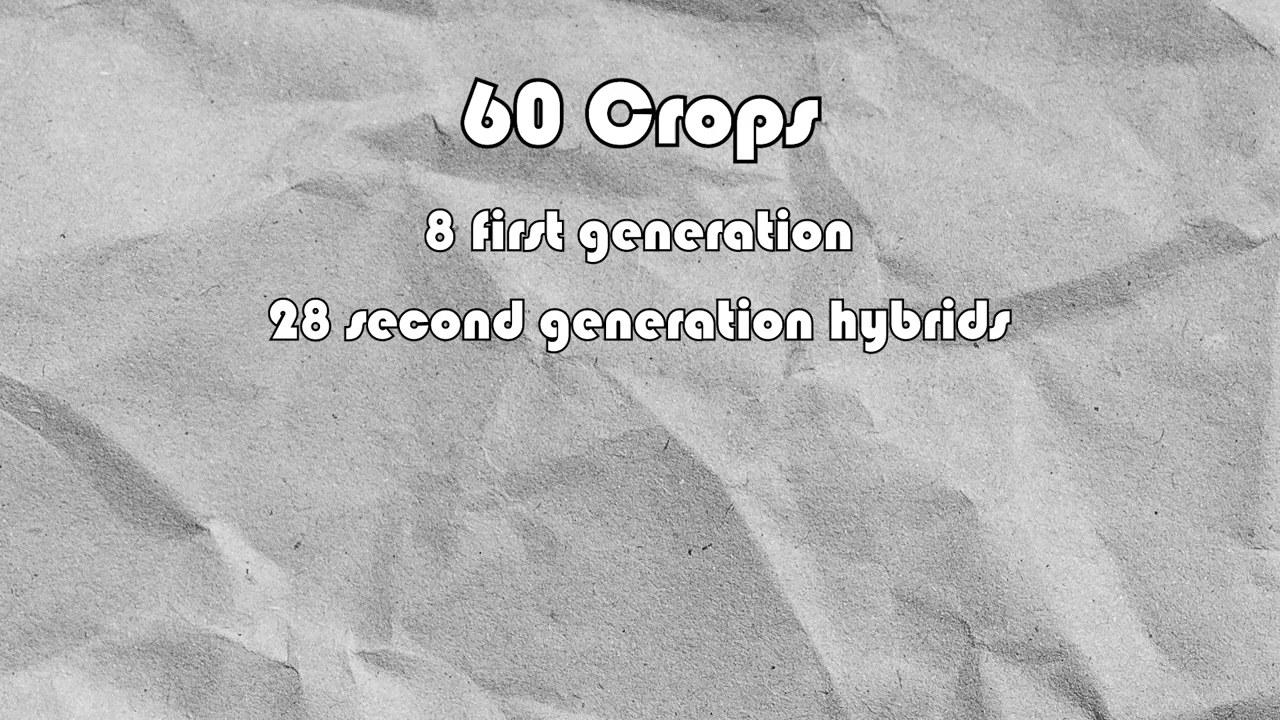 60 Crops
8 first generation
28 second generation hybrids